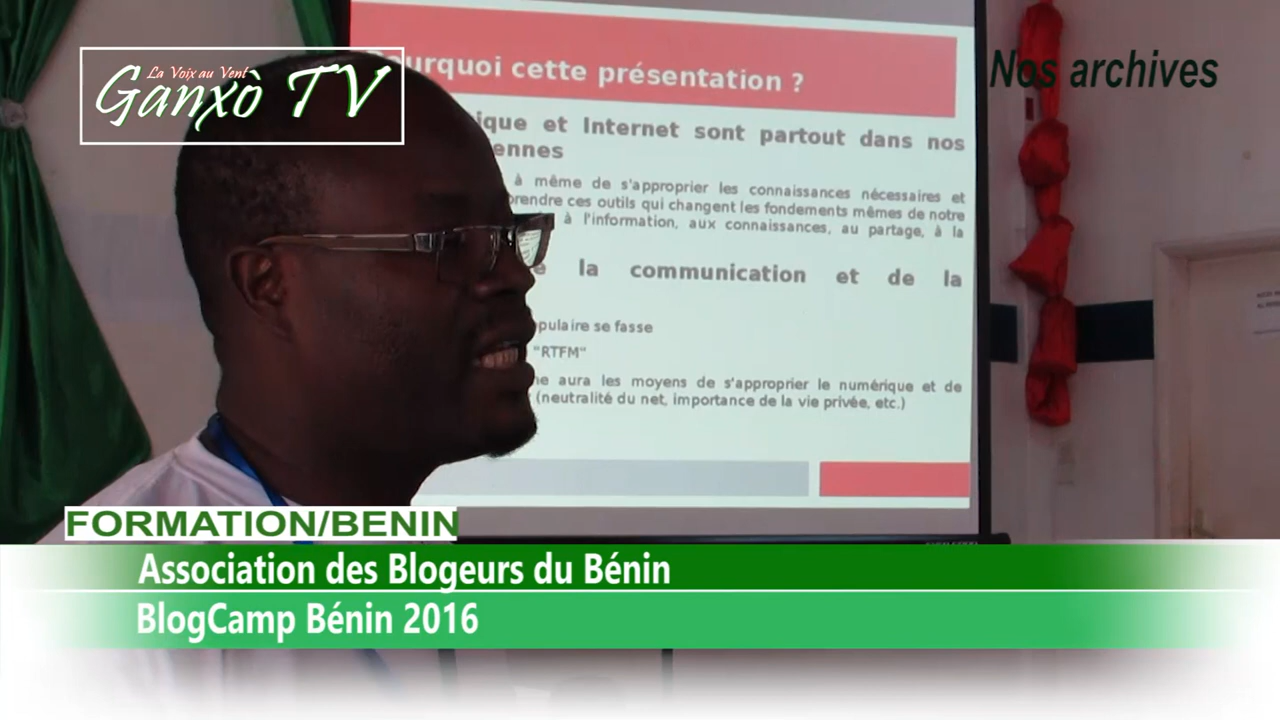 La Voix au Vent
Ganxò TV
Nos archives
Pourquoi cette présentation ?
ique et Internet sont partout dans nos
ennes
à même de s'approprier les connaissances nécessaires et
prendre ces outils qui changent les fondements mêmes de notre
à l'information, aux connaissances, au partage, à la
la communication et de la
opulaire se fasse
"RTFM"
aura les moyens de s'approprier le numérique et de
(neutralité du net, importance de la vie privée, etc.)
FORMATION/BENIN
Association des Blogeurs du Bénin
BlogCamp Bénin 2016